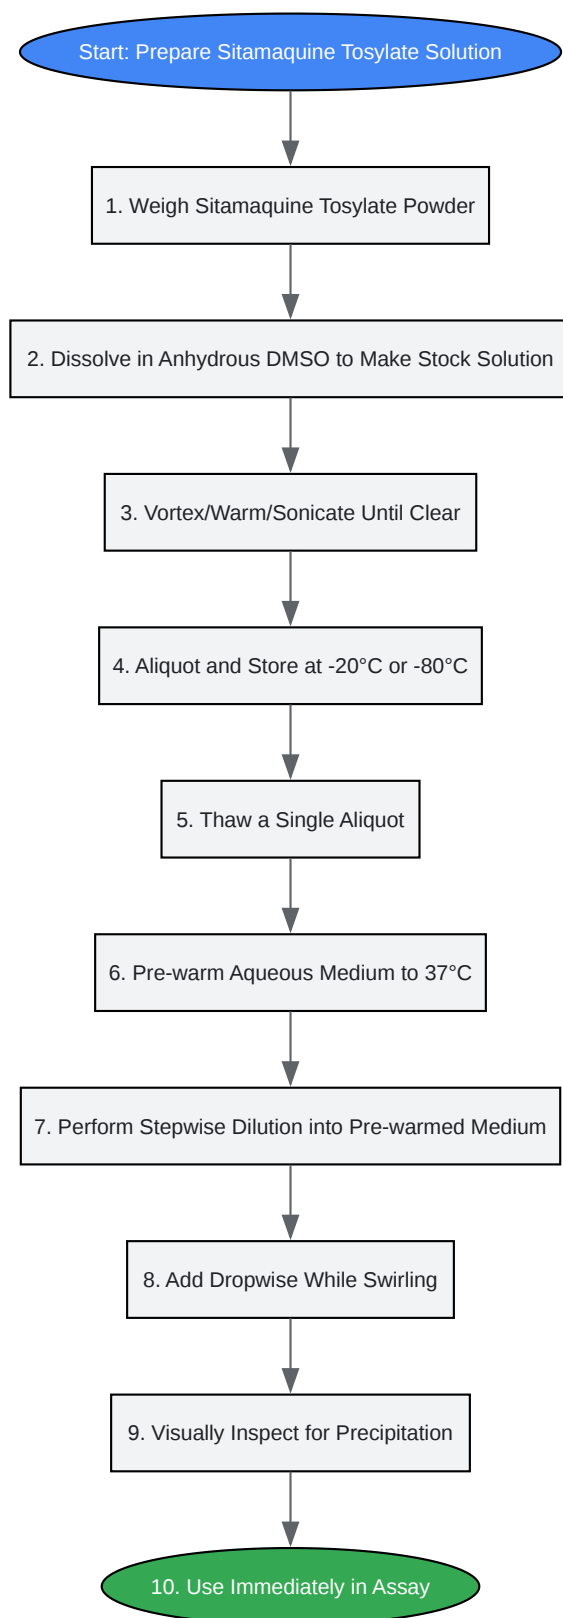 Start: Prepare Sitamaquine Tosylate Solution
1. Weigh Sitamaquine Tosylate Powder
2. Dissolve in Anhydrous DMSO to Make Stock Solution
3. Vortex/Warm/Sonicate Until Clear
4. Aliquot and Store at -20°C or -80°C
5. Thaw a Single Aliquot
6. Pre-warm Aqueous Medium to 37°C
7. Perform Stepwise Dilution into Pre-warmed Medium
8. Add Dropwise While Swirling
9. Visually Inspect for Precipitation
10. Use Immediately in Assay